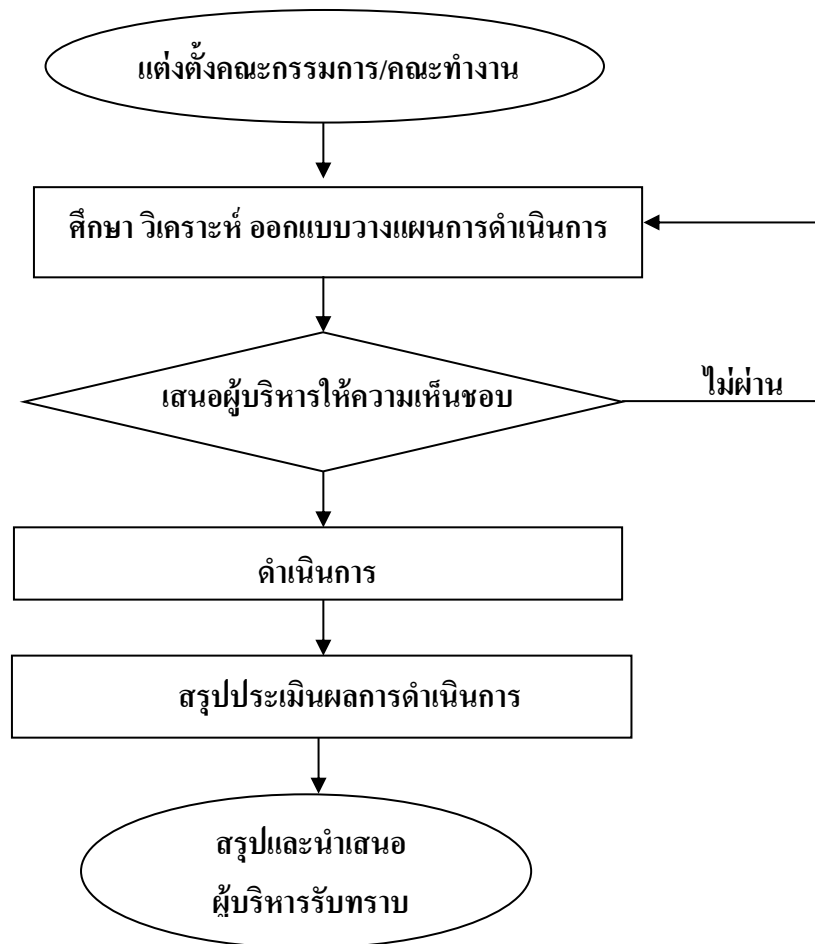 แต่งตั้งคณะกรรมการ/คณะทำงาน
ศึกษา วิเคราะห์ ออกแบบวางแผนการดำเนินการ
เสนอผู้บริหารให้ความเห็นชอบ
ไม่ผ่าน
ดำเนินการ
สรุปประเมินผลการดำเนินการ
สรุปและนำเสนอ
ผู้บริหารรับทราบ